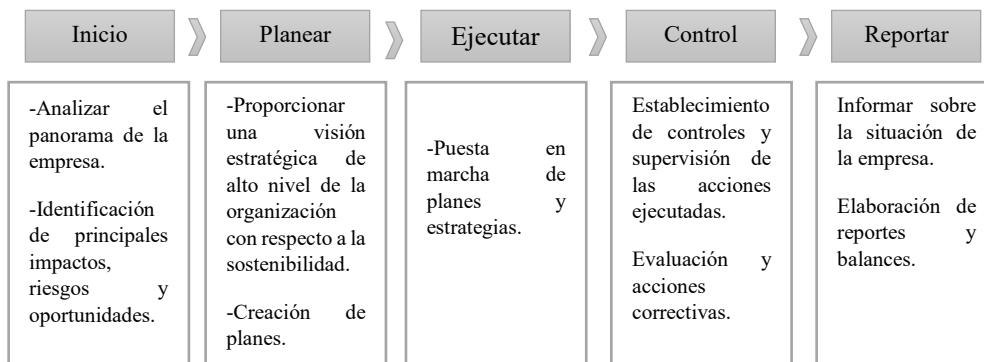 Inicio
Planear
Ejecutar
Control
Reportar
-Analizar el
panorama de la
empresa.
-Identificación
de principales
impactos,
riesgos y
oportunidades.
-Proporcionar
una visión
estratégica de
alto nivel de la
organización
con respecto a la
sostenibilidad.
-Creación de
planes.
-Puesta en
marcha de
planes y
estrategias.
Establecimiento
de controles y
supervisión de
las acciones
ejecutadas.
Evaluación y
acciones
correctivas.
Informar sobre
la situación de
la empresa.
Elaboración de
reportes y
balances.